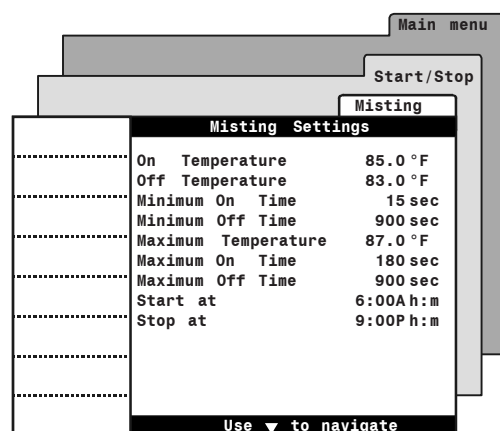 Main menu
Start/Stop
Misting
Misting Settings
On Temperature 85.0 °F
Off Temperature 83.0 °F
Minimum On Time 15 sec
Minimum Off Time 900 sec
Maximum Temperature 87.0 °F
Maximum On Time 180 sec
Maximum Off Time 900 sec
Start at 6:00A h:m
Stop at 9:00P h:m
Use ▼ to navigate